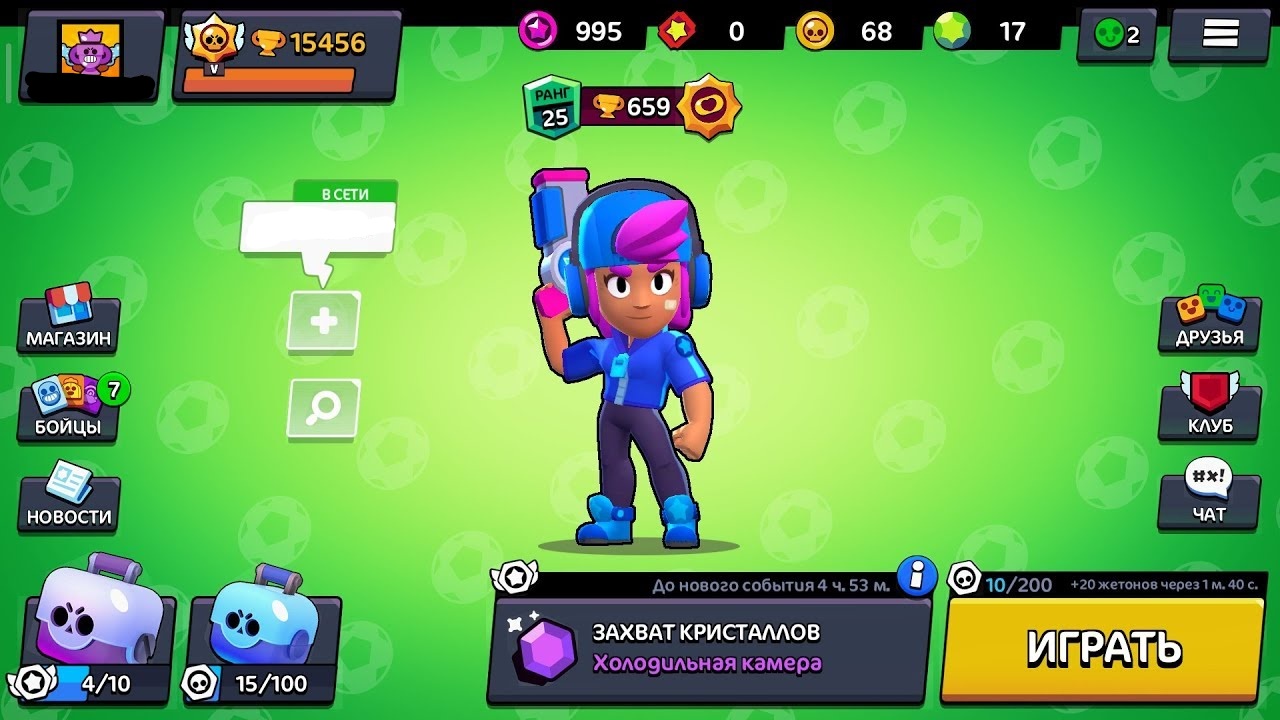 V
15456
995
0
68
17
2
РАНГ
25
659
В СЕТИ
МАГАЗИН
7
БОЙЦЫ
НОВОСТИ
ДРУЗЬЯ
КЛУБ
#x!
ЧАТ
4/10
15/100
До нового события 4 ч. 53 м.
i
ЗАХВАТ КРИСТАЛЛОВ
Холодильная камера
10/200
+20 жетонов через 1 м. 40 с.
ИГРАТЬ